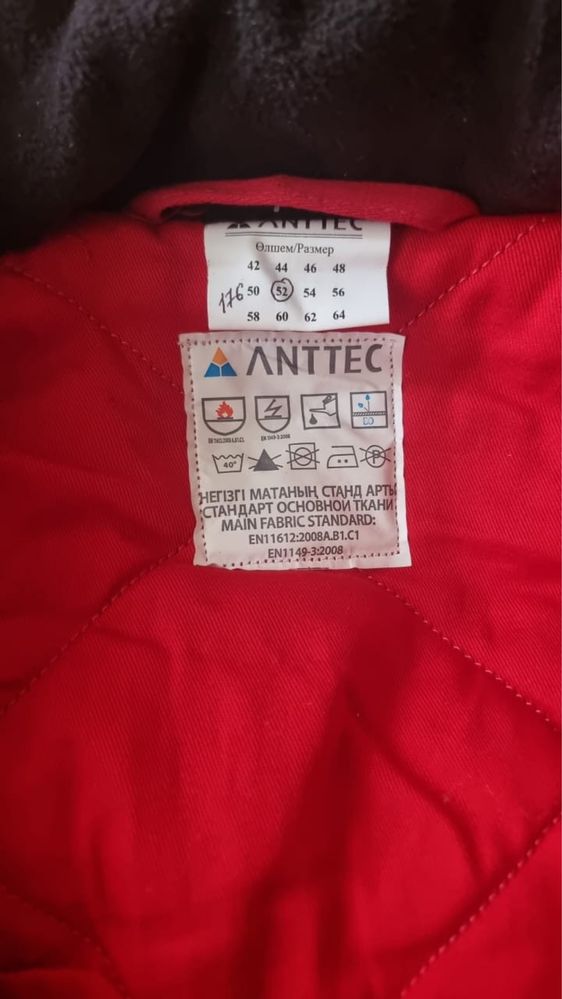 ANTTEC
Өлшем/Размер
42 44 46 48
176 50 52 54 56
58 60 62 64
ANTTEC
EN 1149-3:2008
40°
P
НЕГІЗГІ МАТАНЫҢ СТАНД АРТЫ
СТАНДАРТ ОСНОВНОЙ ТКАНИ
MAIN FABRIC STANDARD:
EN11612:2008A.B1.C1
EN1149-3:2008